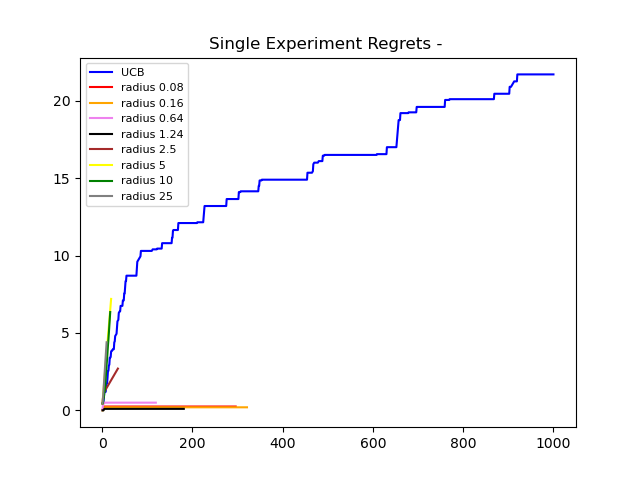 Single Experiment Regrets -
UCB
radius 0.08
radius 0.16
radius 0.64
radius 1.24
radius 2.5
radius 5
radius 10
radius 25
20
15
10
5
0
0 200 400 600 800 1000